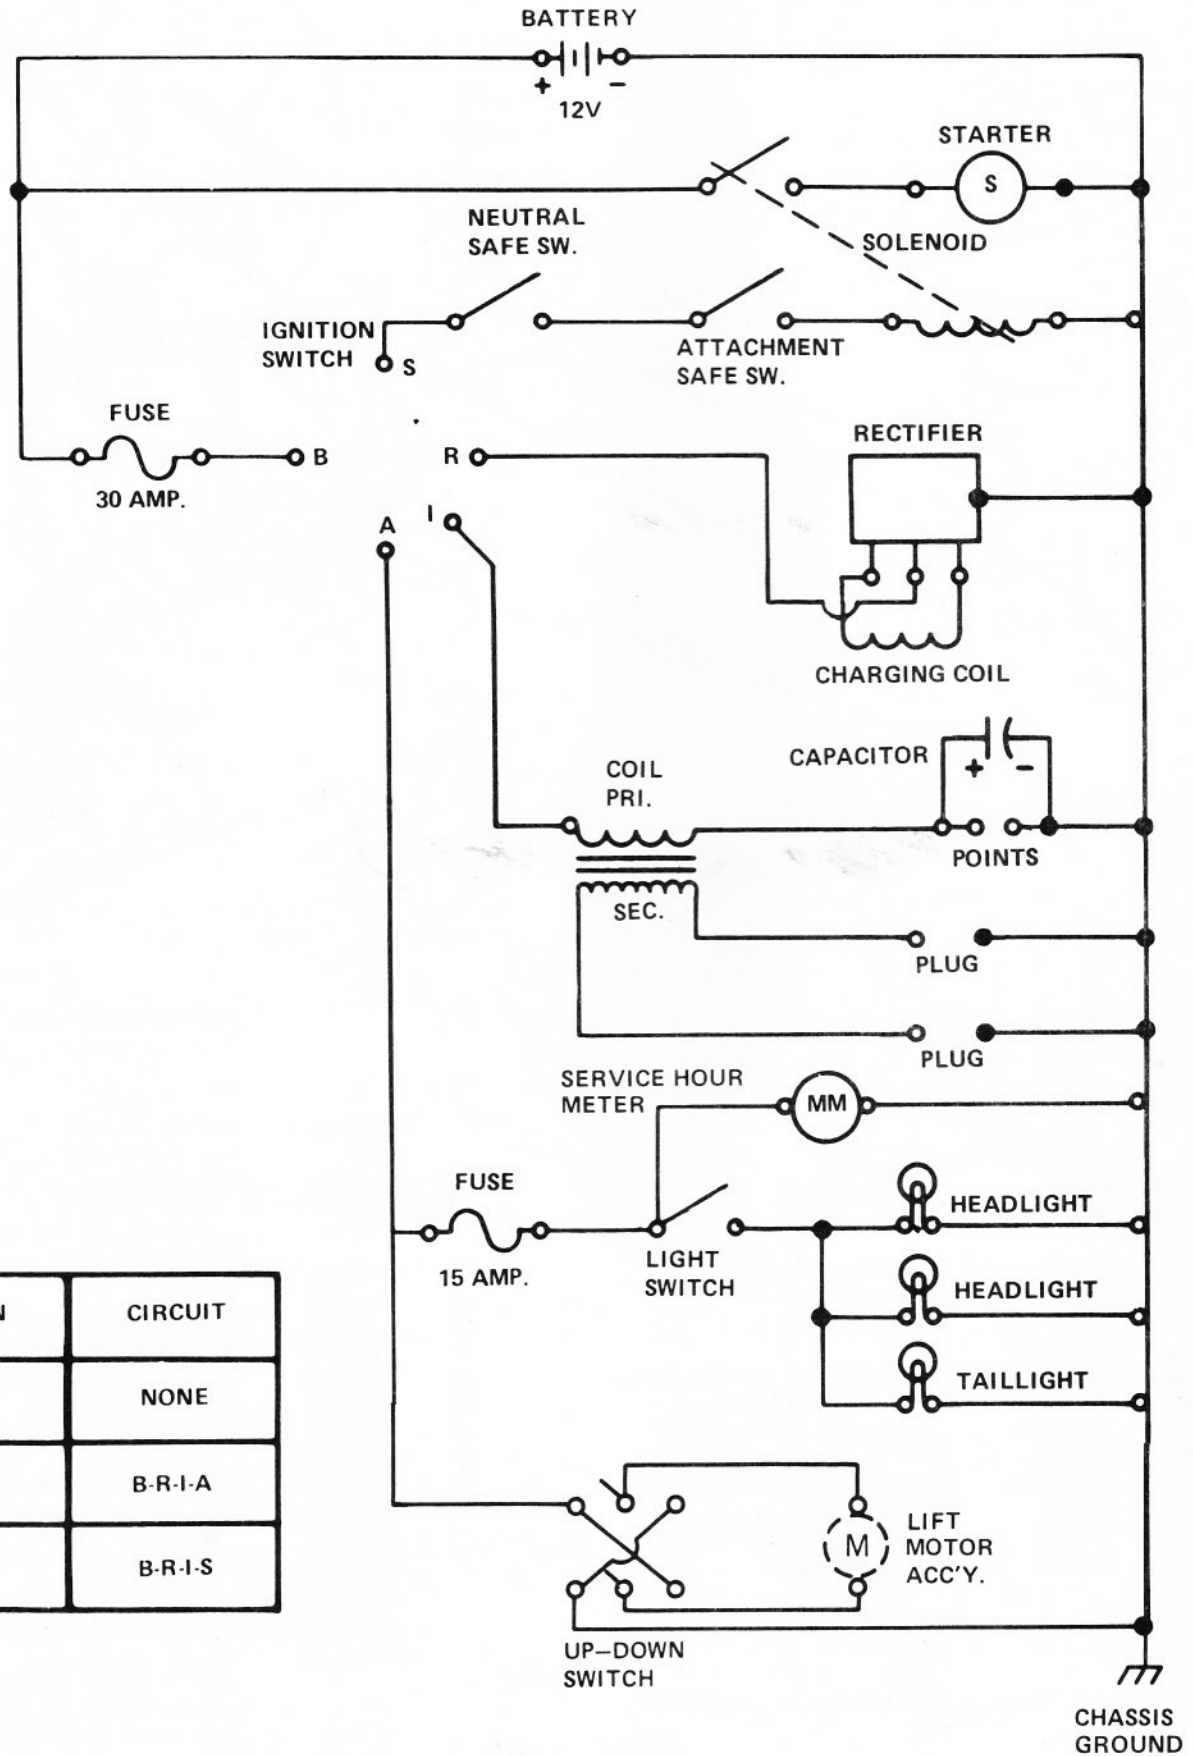 BATTERY
+ −
12V
STARTER
S
NEUTRAL
SAFE SW.
SOLENOID
IGNITION
SWITCH
S
ATTACHMENT
SAFE SW.
FUSE
30 AMP.
B
R
I
A
RECTIFIER
CHARGING COIL
CAPACITOR
+ −
COIL
PRI.
POINTS
SEC.
PLUG
PLUG
SERVICE HOUR
METER
MM
FUSE
15 AMP.
LIGHT
SWITCH
HEADLIGHT
HEADLIGHT
TAILLIGHT
N CIRCUIT
NONE
B-R-I-A
B-R-I-S
M
LIFT
MOTOR
ACC'Y.
UP–DOWN
SWITCH
CHASSIS
GROUND